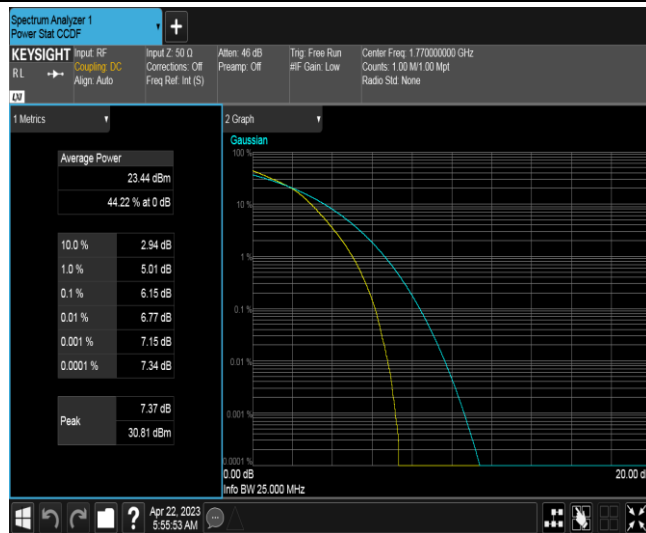 Spectrum Analyzer 1
Power Stat CCDF
+
KEYSIGHT
RL
Input: RF
Coupling: DC
Align: Auto
Input Z: 50 Ω
Corrections: Off
Freq Ref: Int (S)
Atten: 46 dB
Preamp: Off
Trig: Free Run
#IF Gain: Low
Center Freq: 1.770000000 GHz
Counts: 1.00 M/1.00 Mpt
Radio Std: None
1 Metrics
Average Power
23.44 dBm
44.22 % at 0 dB
10.0 % 2.94 dB
1.0 % 5.01 dB
0.1 % 6.15 dB
0.01 % 6.77 dB
0.001 % 7.15 dB
0.0001 % 7.34 dB
Peak 7.37 dB
30.81 dBm
2 Graph
Gaussian
100 %
10 %
1 %
0.1 %
0.01 %
0.001 %
0.0001 %
0.00 dB
20.00 d
Info BW 25.000 MHz
?
Apr 22, 2023
5:55:53 AM